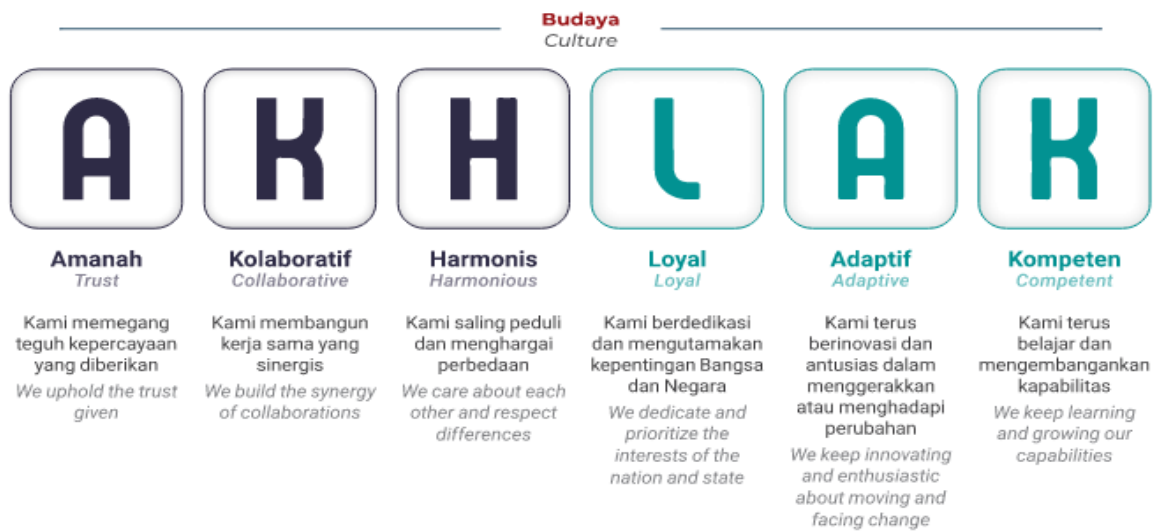 Budaya
Culture
A K H L A K
Amanah
Trust
Kami memegang
teguh kepercayaan
yang diberikan
We uphold the trust
given
Kolaboratif
Collaborative
Kami membangun
kerja sama yang
sinergis
We build the synergy
of collaborations
Harmonis
Harmonious
Kami saling peduli
dan menghargai
perbedaan
We care about each
other and respect
differences
Loyal
Loyal
Kami berdedikasi
dan mengutamakan
kepentingan Bangsa
dan Negara
We dedicate and
prioritize the
interests of the
nation and state
Adaptif
Adaptive
Kami terus
berinovasi dan
antusias dalam
menggerakkan
atau menghadapi
perubahan
We keep innovating
and enthusiastic
about moving and
facing change
Kompeten
Competent
Kami terus
belajar dan
mengembangankan
kapabilitas
We keep learning
and growing our
capabilities